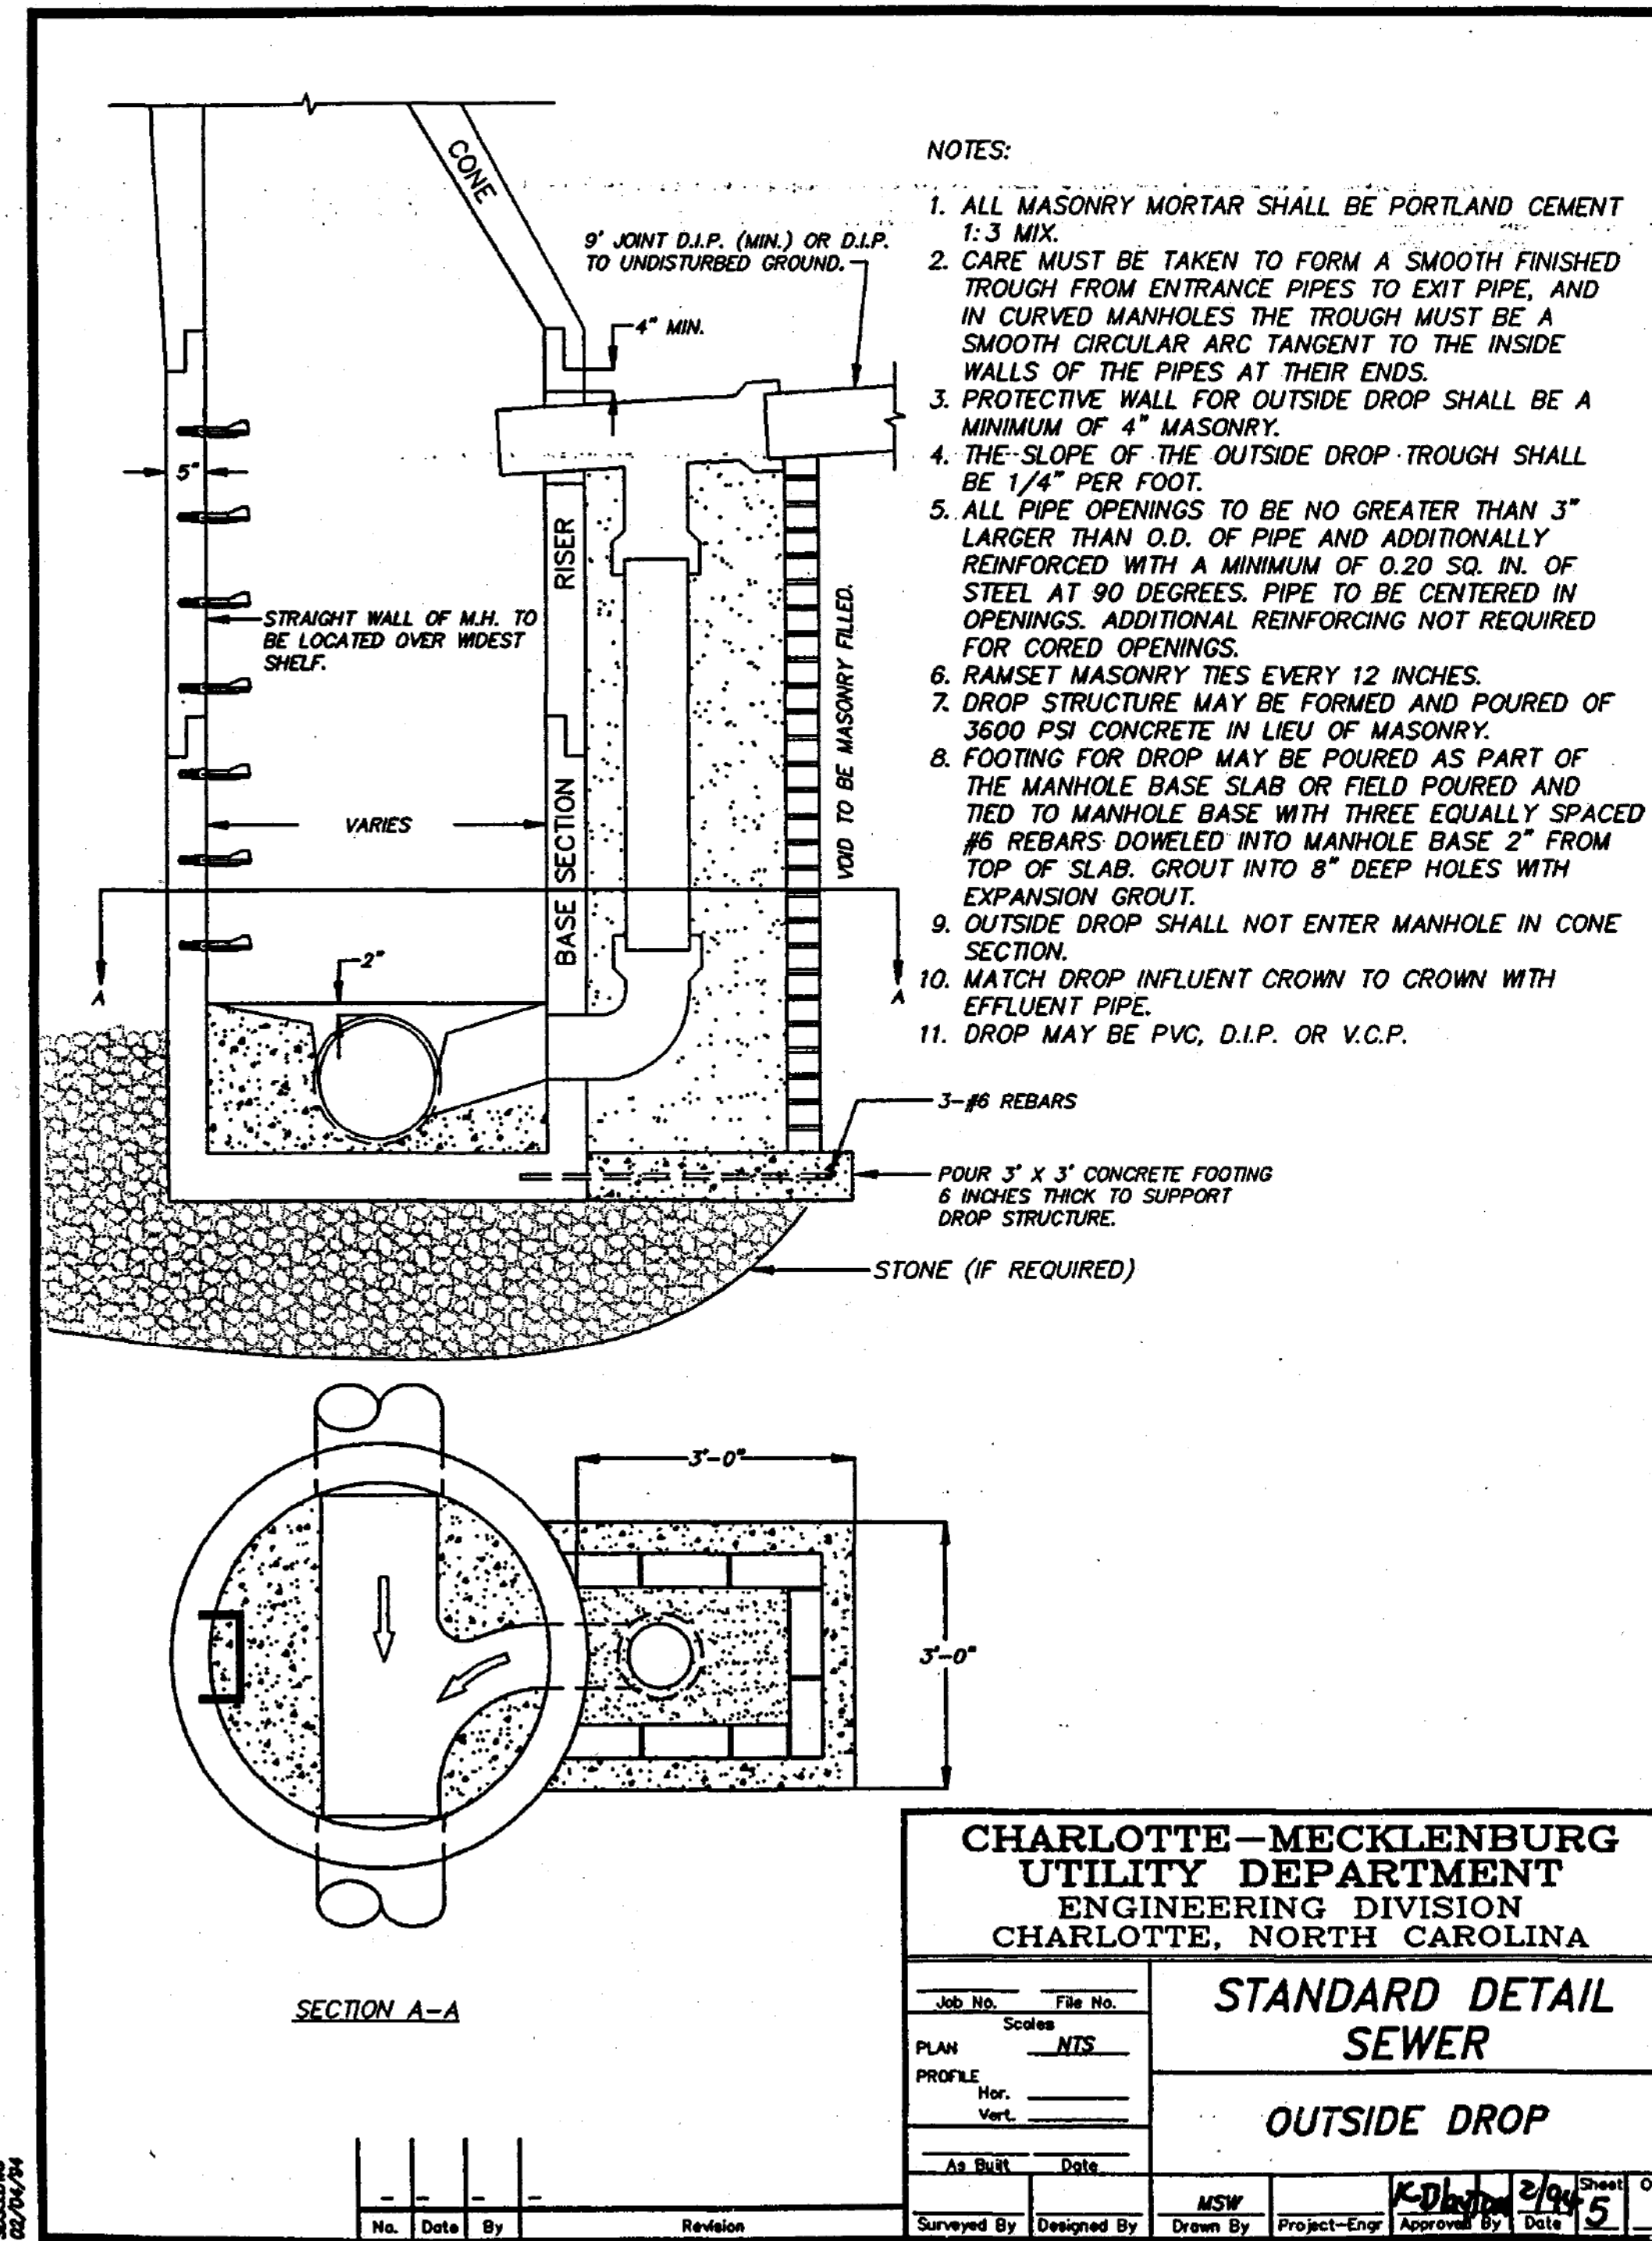 CONE
9' JOINT D.I.P. (MIN.) OR D.I.P.
TO UNDISTURBED GROUND.
4" MIN.
5"
RISER
STRAIGHT WALL OF M.H. TO
BE LOCATED OVER WIDEST
SHELF.
VOID TO BE MASONRY FILLED.
VARIES
BASE SECTION
2"
A
A
NOTES:
1. ALL MASONRY MORTAR SHALL BE PORTLAND CEMENT
1:3 MIX.
2. CARE MUST BE TAKEN TO FORM A SMOOTH FINISHED
TROUGH FROM ENTRANCE PIPES TO EXIT PIPE, AND
IN CURVED MANHOLES THE TROUGH MUST BE A
SMOOTH CIRCULAR ARC TANGENT TO THE INSIDE
WALLS OF THE PIPES AT THEIR ENDS.
3. PROTECTIVE WALL FOR OUTSIDE DROP SHALL BE A
MINIMUM OF 4" MASONRY.
4. THE SLOPE OF THE OUTSIDE DROP TROUGH SHALL
BE 1/4" PER FOOT.
5. ALL PIPE OPENINGS TO BE NO GREATER THAN 3"
LARGER THAN O.D. OF PIPE AND ADDITIONALLY
REINFORCED WITH A MINIMUM OF 0.20 SQ. IN. OF
STEEL AT 90 DEGREES. PIPE TO BE CENTERED IN
OPENINGS. ADDITIONAL REINFORCING NOT REQUIRED
FOR CORED OPENINGS.
6. RAMSET MASONRY TIES EVERY 12 INCHES.
7. DROP STRUCTURE MAY BE FORMED AND POURED OF
3600 PSI CONCRETE IN LIEU OF MASONRY.
8. FOOTING FOR DROP MAY BE POURED AS PART OF
THE MANHOLE BASE SLAB OR FIELD POURED AND
TIED TO MANHOLE BASE WITH THREE EQUALLY SPACED
#6 REBARS DOWELED INTO MANHOLE BASE 2" FROM
TOP OF SLAB. GROUT INTO 8" DEEP HOLES WITH
EXPANSION GROUT.
9. OUTSIDE DROP SHALL NOT ENTER MANHOLE IN CONE
SECTION.
10. MATCH DROP INFLUENT CROWN TO CROWN WITH
EFFLUENT PIPE.
11. DROP MAY BE PVC, D.I.P. OR V.C.P.
3-#6 REBARS
POUR 3' X 3' CONCRETE FOOTING
6 INCHES THICK TO SUPPORT
DROP STRUCTURE.
STONE (IF REQUIRED)
3'-0"
3'-0"
SECTION A-A
CHARLOTTE-MECKLENBURG
UTILITY DEPARTMENT
ENGINEERING DIVISION
CHARLOTTE, NORTH CAROLINA
Job No. File No.
Scales
PLAN NTS
PROFILE
Hor.
Vert.
As Built Date
STANDARD DETAIL
SEWER
OUTSIDE DROP
Surveyed By
Designed By
MSW
Drawn By
Project-Engr
Approved By
2/94
Date
Sheet
5
No. Date By Revision
02/04/94